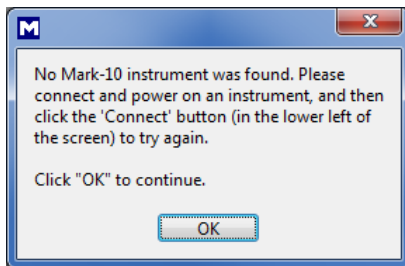 M
No Mark-10 instrument was found. Please
connect and power on an instrument, and then
click the 'Connect' button (in the lower left of
the screen) to try again.
Click "OK" to continue.
OK